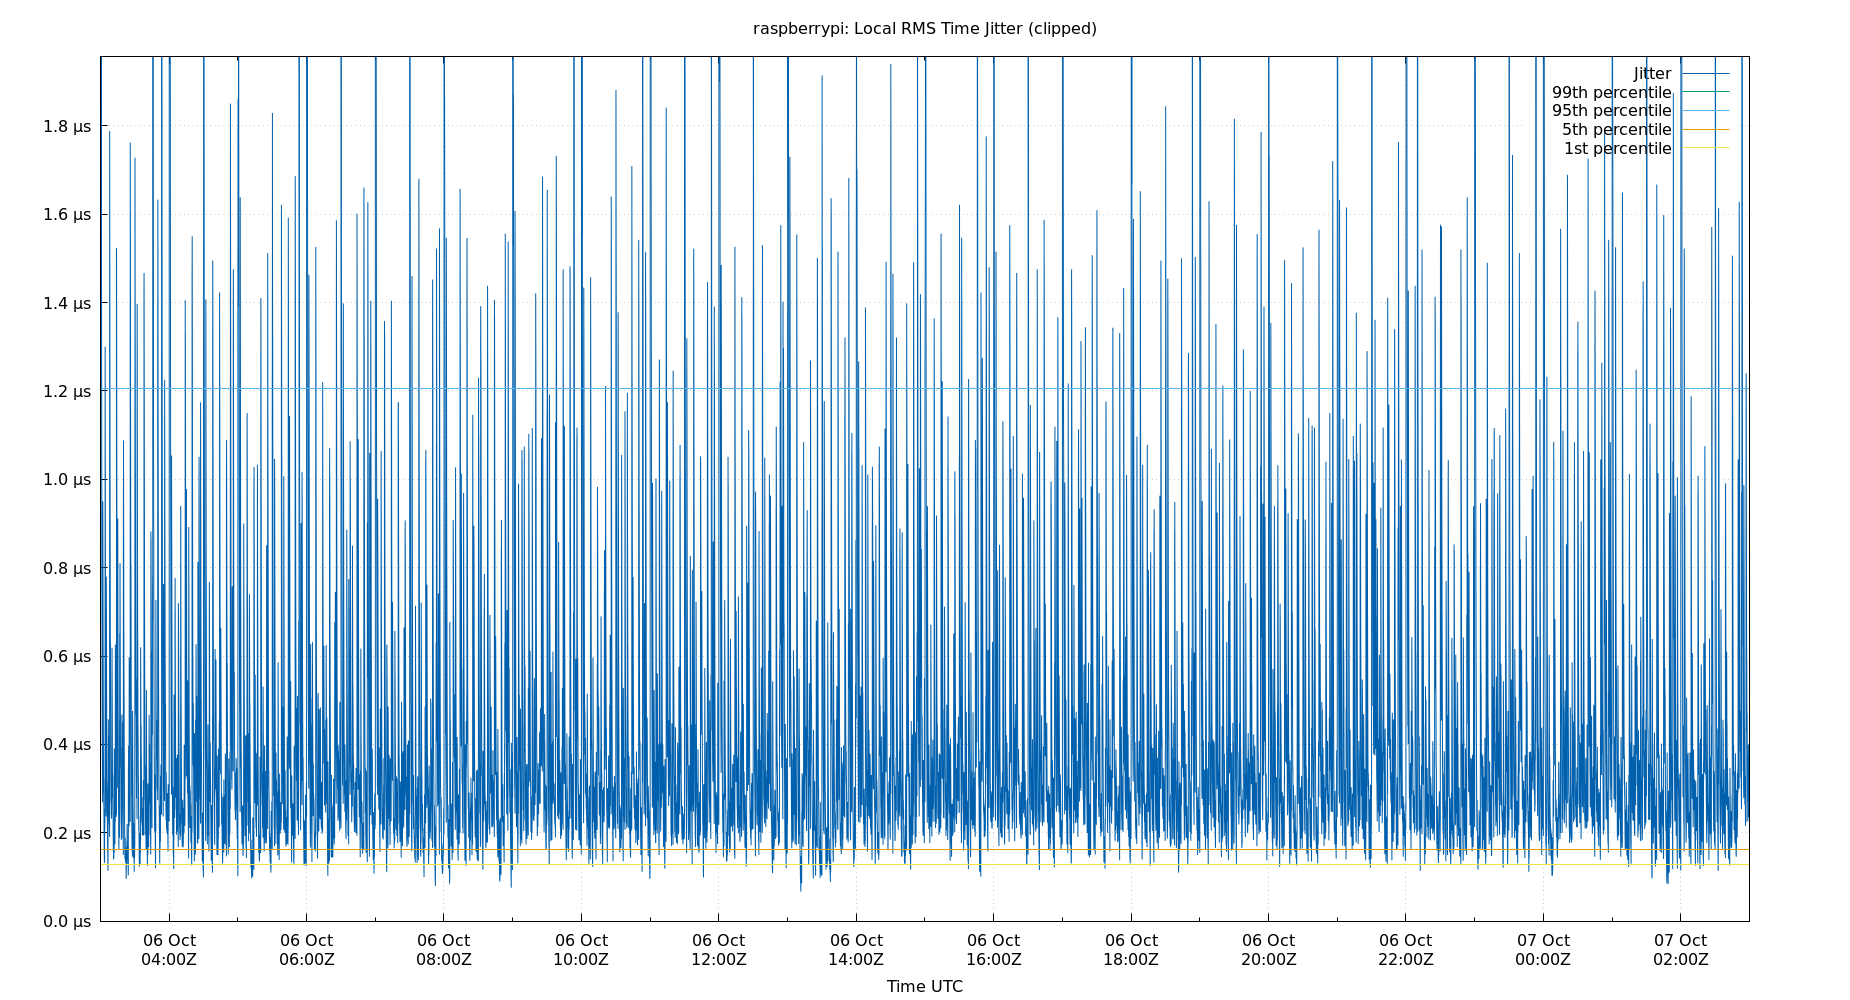 raspberrypi: Local RMS Time Jitter (clipped)
Jitter
99th percentile
95th percentile
5th percentile
1st percentile
1.8 µs
1.6 µs
1.4 µs
1.2 µs
1.0 µs
0.8 µs
0.6 µs
0.4 µs
0.2 µs
0.0 µs
06 Oct 06 Oct 06 Oct 06 Oct 06 Oct 06 Oct 06 Oct 06 Oct 06 Oct 06 Oct 07 Oct 07 Oct
04:00Z 06:00Z 08:00Z 10:00Z 12:00Z 14:00Z 16:00Z 18:00Z 20:00Z 22:00Z 00:00Z 02:00Z
Time UTC